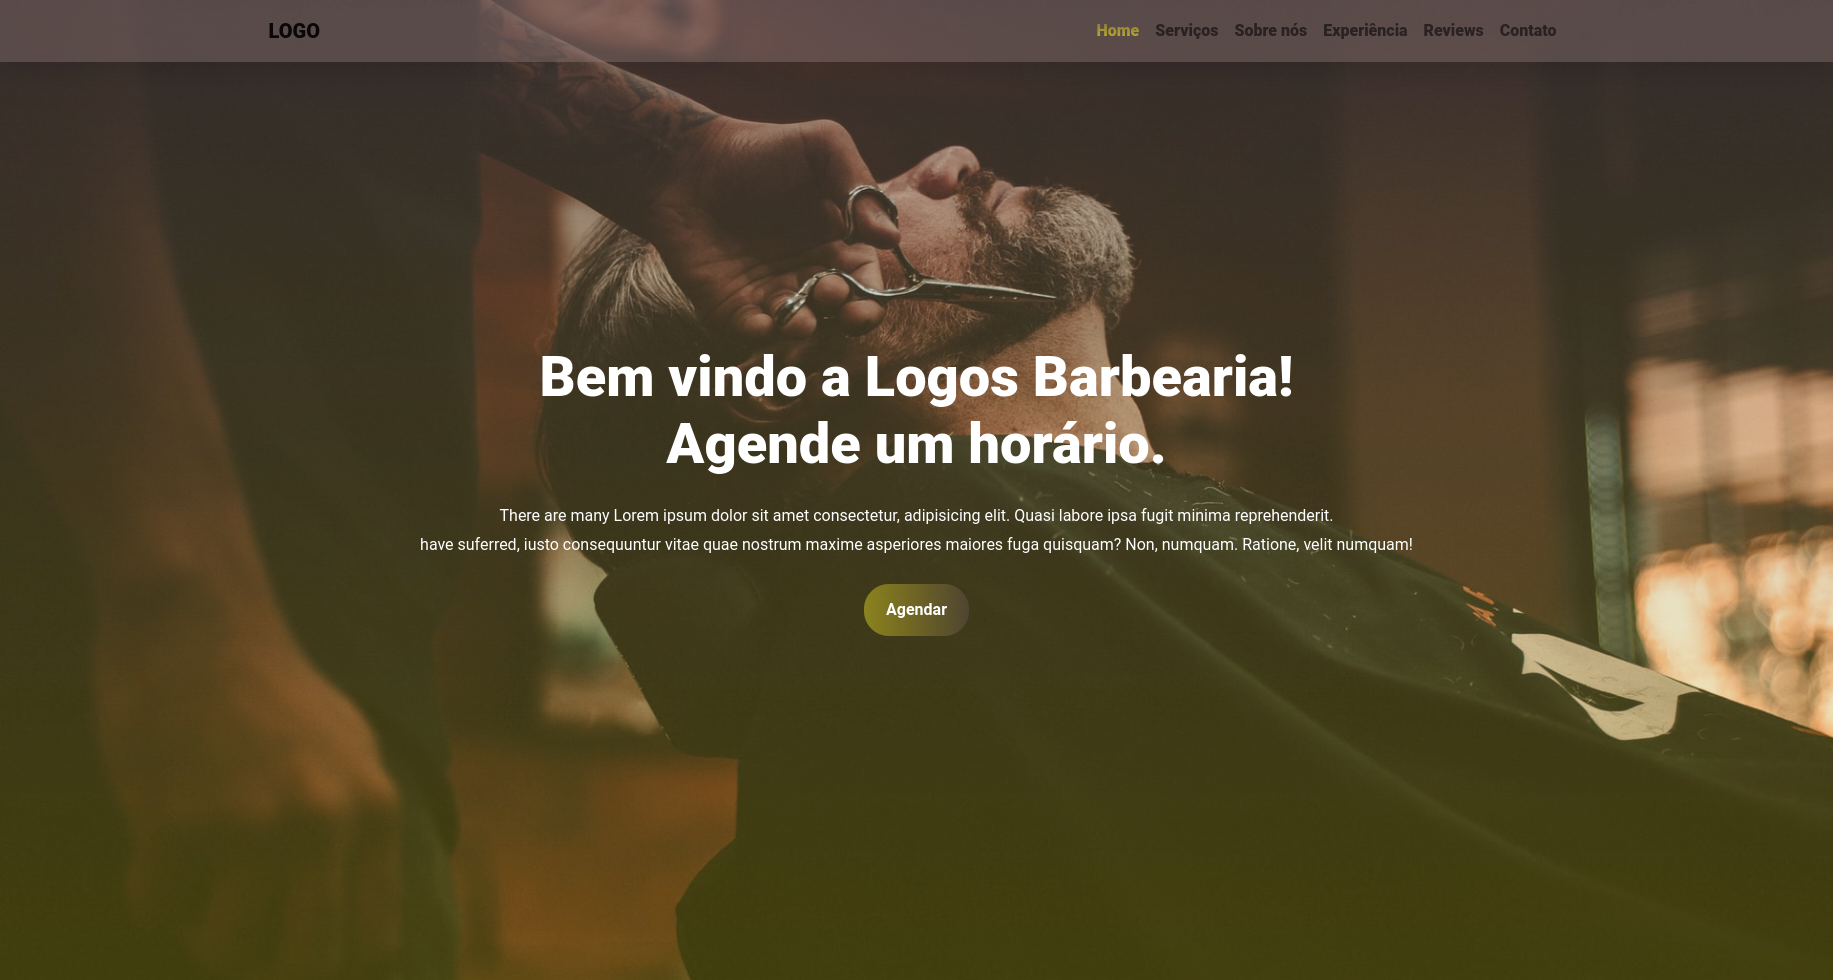 LOGO
Home Serviços Sobre nós Experiência Reviews Contato
Bem vindo a Logos Barbearia!
Agende um horário.
There are many Lorem ipsum dolor sit amet consectetur, adipisicing elit. Quasi labore ipsa fugit minima reprehenderit.
have suferred, iusto consequuntur vitae quae nostrum maxime asperiores maiores fuga quisquam? Non, numquam. Ratione, velit numquam!
Agendar